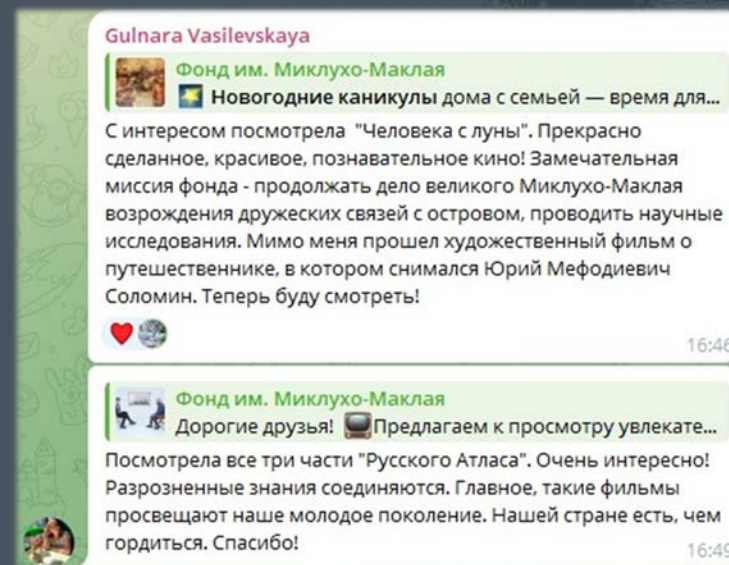 Gulnara Vasilevskaya
Фонд им. Миклухо-Маклая
Новогодние каникулы дома с семьей — время для...
С интересом посмотрела "Человека с луны". Прекрасно
сделанное, красивое, познавательное кино! Замечательная
миссия фонда - продолжать дело великого Миклухо-Маклая
возрождения дружеских связей с островом, проводить научные
исследования. Мимо меня прошел художественный фильм о
путешественнике, в котором снимался Юрий Мефодиевич
Соломин. Теперь буду смотреть!
16:46
Фонд им. Миклухо-Маклая
Дорогие друзья! Предлагаем к просмотру увлекате...
Посмотрела все три части "Русского Атласа". Очень интересно!
Разрозненные знания соединяются. Главное, такие фильмы
просвещают наше молодое поколение. Нашей стране есть, чем
гордиться. Спасибо!
16:49